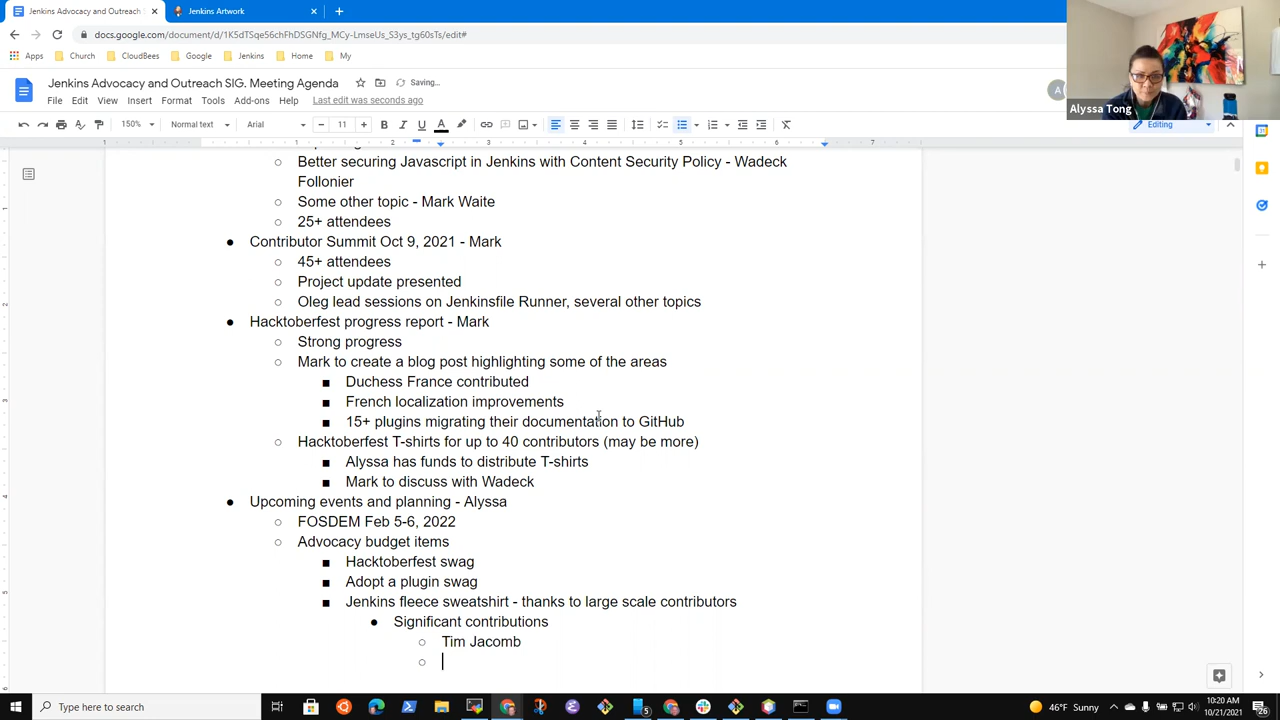 Jenkins Advocacy and Outreach S
Jenkins Artwork
docs.google.com/document/d/1K5dTSqe56chFhDSGNfg_MCy-LmseUs_S3ys_tg60sTs/edit#
Apps
Church
CloudBees
Google
Jenkins
Home
My
Jenkins Advocacy and Outreach SIG. Meeting Agenda
Saving...
A
Alyssa Tong
File Edit View Insert Format Tools Add-ons Help Last edit was seconds ago
150% Normal text Arial 11 Editing
1 1 2 3 4 5 6 7
Better securing Javascript in Jenkins with Content Security Policy - Wadeck
Follonier
Some other topic - Mark Waite
25+ attendees
Contributor Summit Oct 9, 2021 - Mark
45+ attendees
Project update presented
Oleg lead sessions on Jenkinsfile Runner, several other topics
Hacktoberfest progress report - Mark
Strong progress
Mark to create a blog post highlighting some of the areas
Duchess France contributed
French localization improvements
15+ plugins migrating their documentation to GitHub
Hacktoberfest T-shirts for up to 40 contributors (may be more)
Alyssa has funds to distribute T-shirts
Mark to discuss with Wadeck
Upcoming events and planning - Alyssa
FOSDEM Feb 5-6, 2022
Advocacy budget items
Hacktoberfest swag
Adopt a plugin swag
Jenkins fleece sweatshirt - thanks to large scale contributors
Significant contributions
Tim Jacomb
Type here to search
46°F Sunny
10:20 AM
10/21/2021